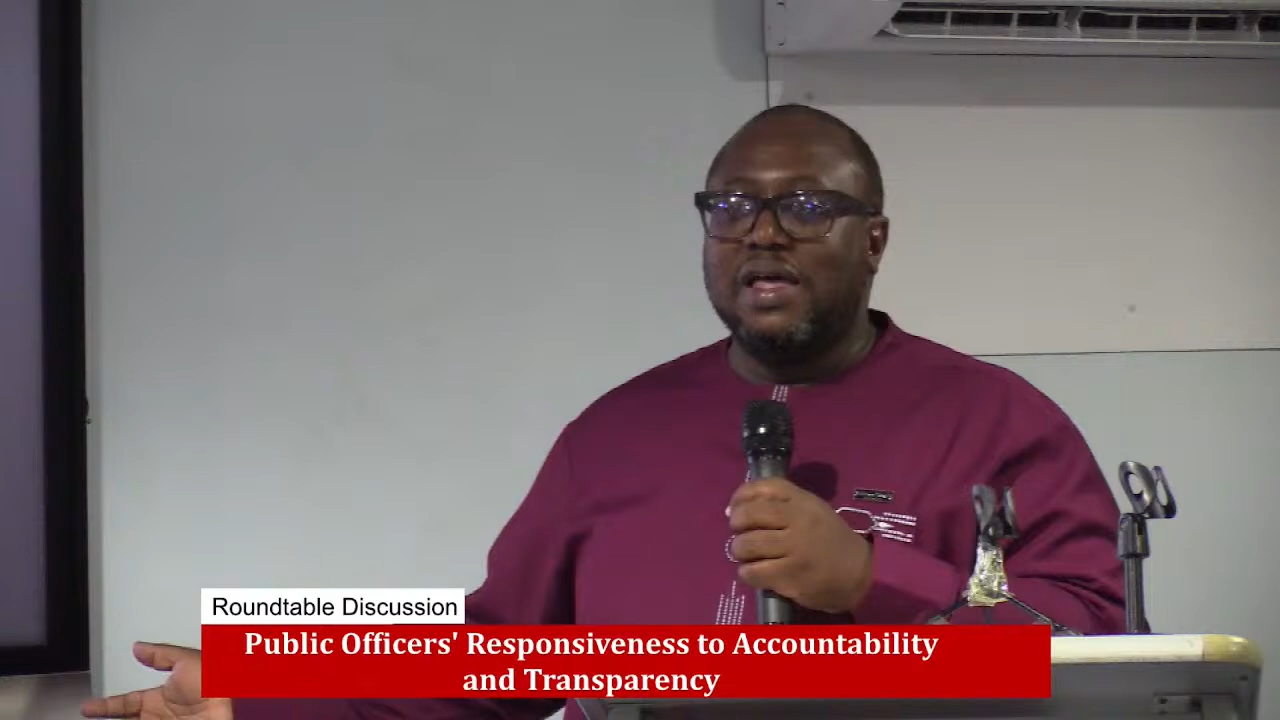 Roundtable Discussion
Public Officers' Responsiveness to Accountability
and Transparency